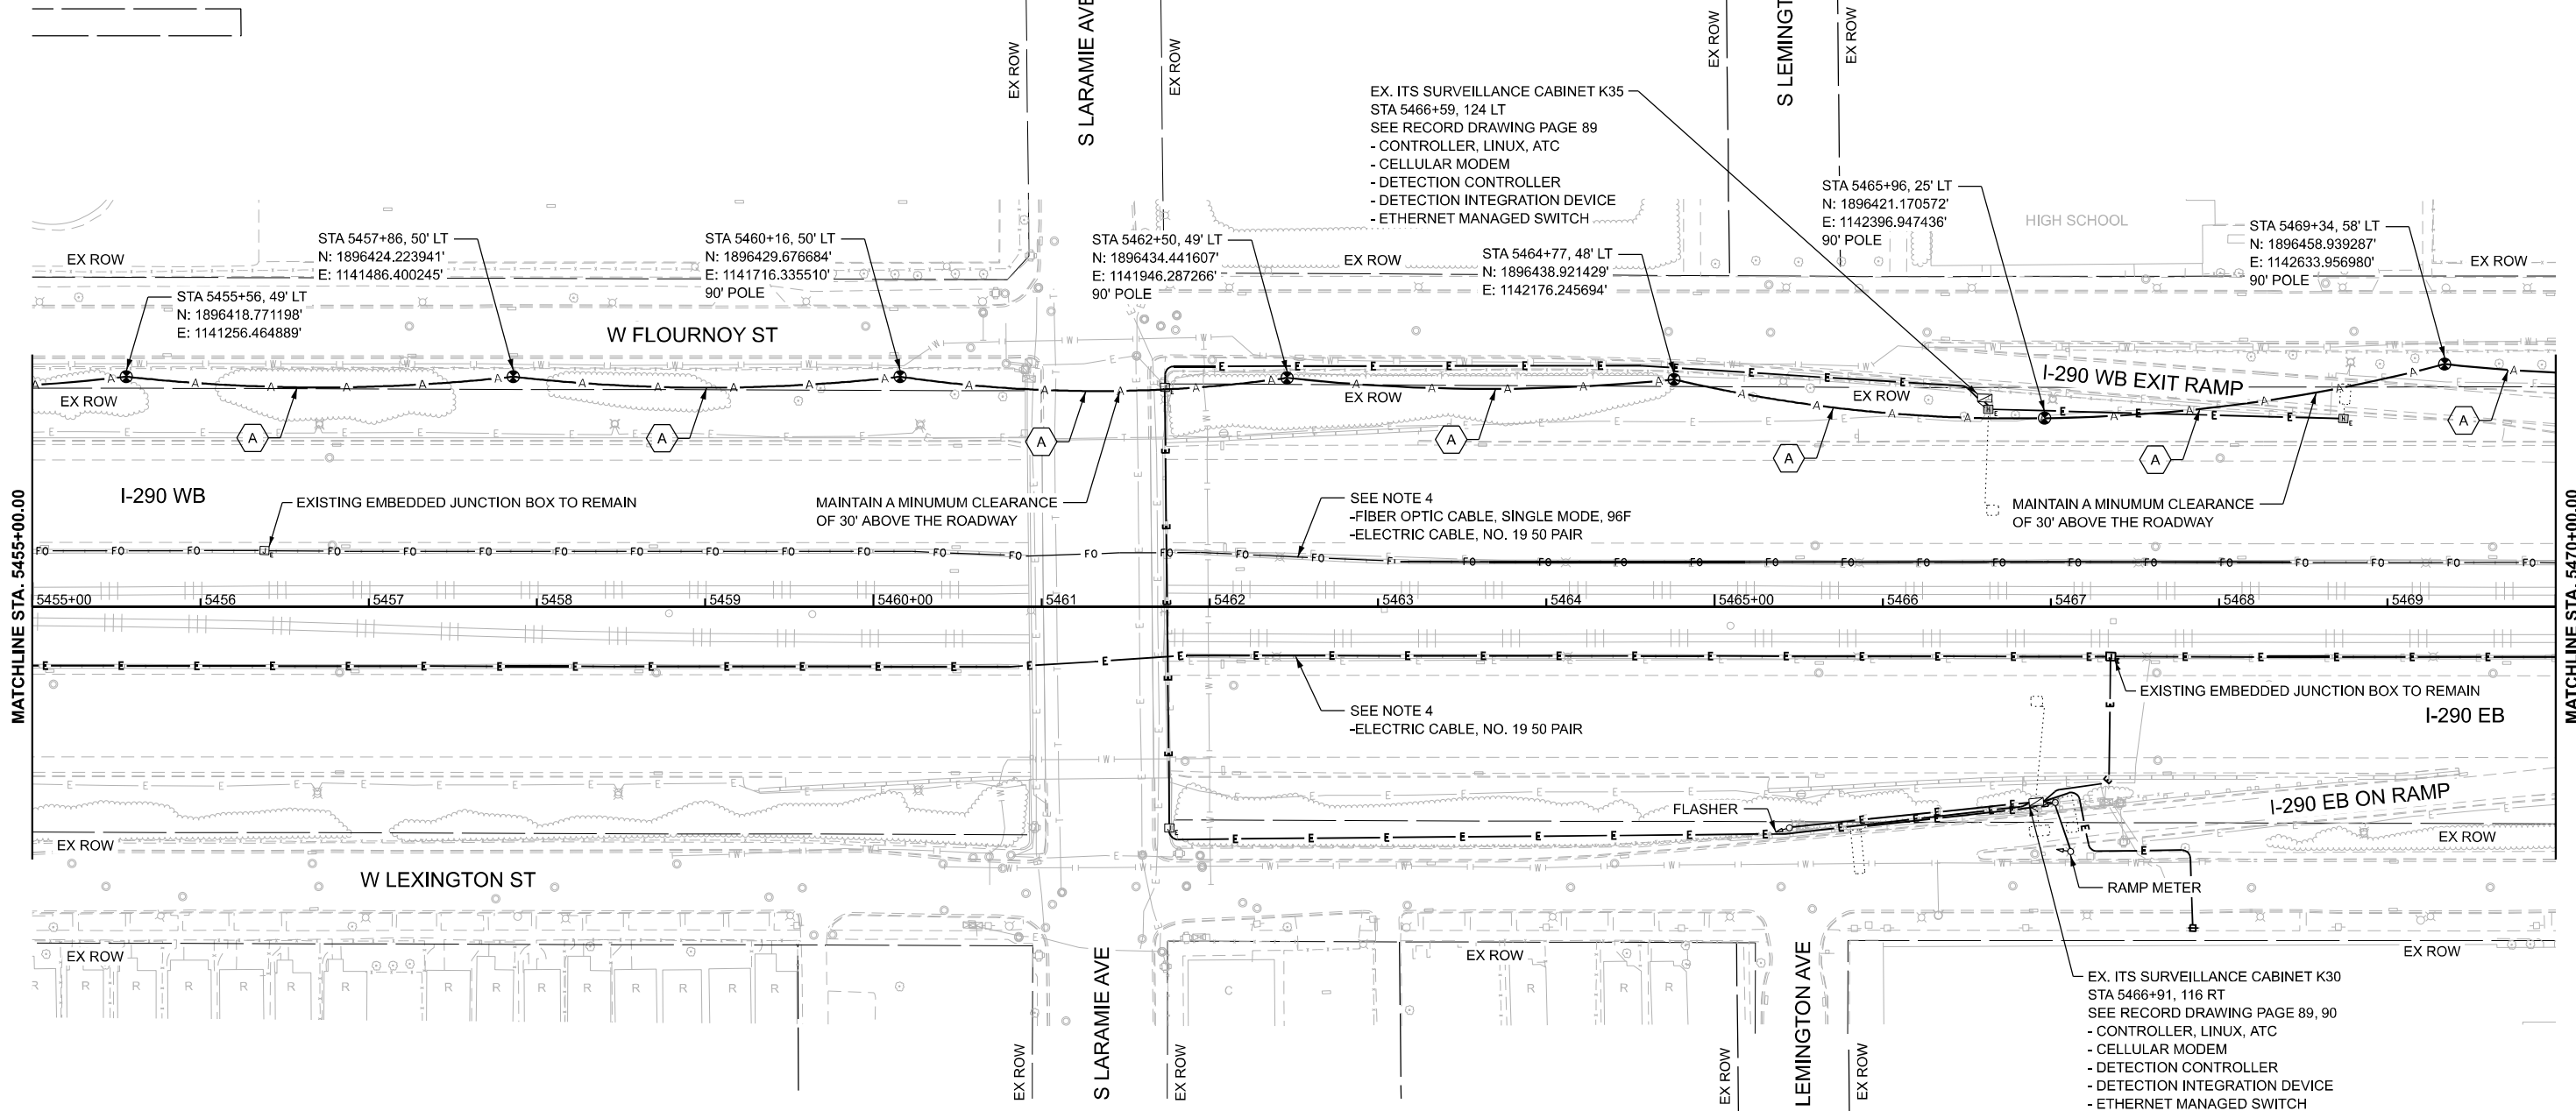 S LARAMIE AVE
S LEMINGT
EX ROW
EX ROW
EX ROW
EX ROW
EX. ITS SURVEILLANCE CABINET K35
STA 5466+59, 124 LT
SEE RECORD DRAWING PAGE 89
- CONTROLLER, LINUX, ATC
- CELLULAR MODEM
- DETECTION CONTROLLER
- DETECTION INTEGRATION DEVICE
- ETHERNET MANAGED SWITCH
STA 5465+96, 25' LT
N: 1896421.170572'
E: 1142396.947436'
90' POLE
HIGH SCHOOL
STA 5469+34, 58' LT
N: 1896458.939287'
E: 1142633.956980'
90' POLE
STA 5457+86, 50' LT
N: 1896424.223941'
E: 1141486.400245'
STA 5460+16, 50' LT
N: 1896429.676684'
E: 1141716.335510'
90' POLE
STA 5462+50, 49' LT
N: 1896434.441607'
E: 1141946.287266'
90' POLE
STA 5464+77, 48' LT
N: 1896438.921429'
E: 1142176.245694'
EX ROW
EX ROW
EX ROW
STA 5455+56, 49' LT
N: 1896418.771198'
E: 1141256.464889'
W FLOURNOY ST
I-290 WB EXIT RAMP
EX ROW
EX ROW
EX ROW
A
A
A
A
A
A
A
I-290 WB
EXISTING EMBEDDED JUNCTION BOX TO REMAIN
MAINTAIN A MINUMUM CLEARANCE
OF 30' ABOVE THE ROADWAY
SEE NOTE 4
-FIBER OPTIC CABLE, SINGLE MODE, 96F
-ELECTRIC CABLE, NO. 19 50 PAIR
MAINTAIN A MINUMUM CLEARANCE
OF 30' ABOVE THE ROADWAY
MATCHLINE STA. 5455+00.00
MATCHLINE STA. 5470+00.00
5455+00 5456 5457 5458 5459 5460+00 5461 5462 5463 5464 5465+00 5466 5467 5468 5469
SEE NOTE 4
-ELECTRIC CABLE, NO. 19 50 PAIR
EXISTING EMBEDDED JUNCTION BOX TO REMAIN
I-290 EB
FLASHER
I-290 EB ON RAMP
EX ROW
EX ROW
W LEXINGTON ST
RAMP METER
EX ROW
EX ROW
EX ROW
R R R R R R R R R R R R C R R R
S LARAMIE AVE
LEMINGTON AVE
EX ROW
EX ROW
EX ROW
EX ROW
EX. ITS SURVEILLANCE CABINET K30
STA 5466+91, 116 RT
SEE RECORD DRAWING PAGE 89, 90
- CONTROLLER, LINUX, ATC
- CELLULAR MODEM
- DETECTION CONTROLLER
- DETECTION INTEGRATION DEVICE
- ETHERNET MANAGED SWITCH